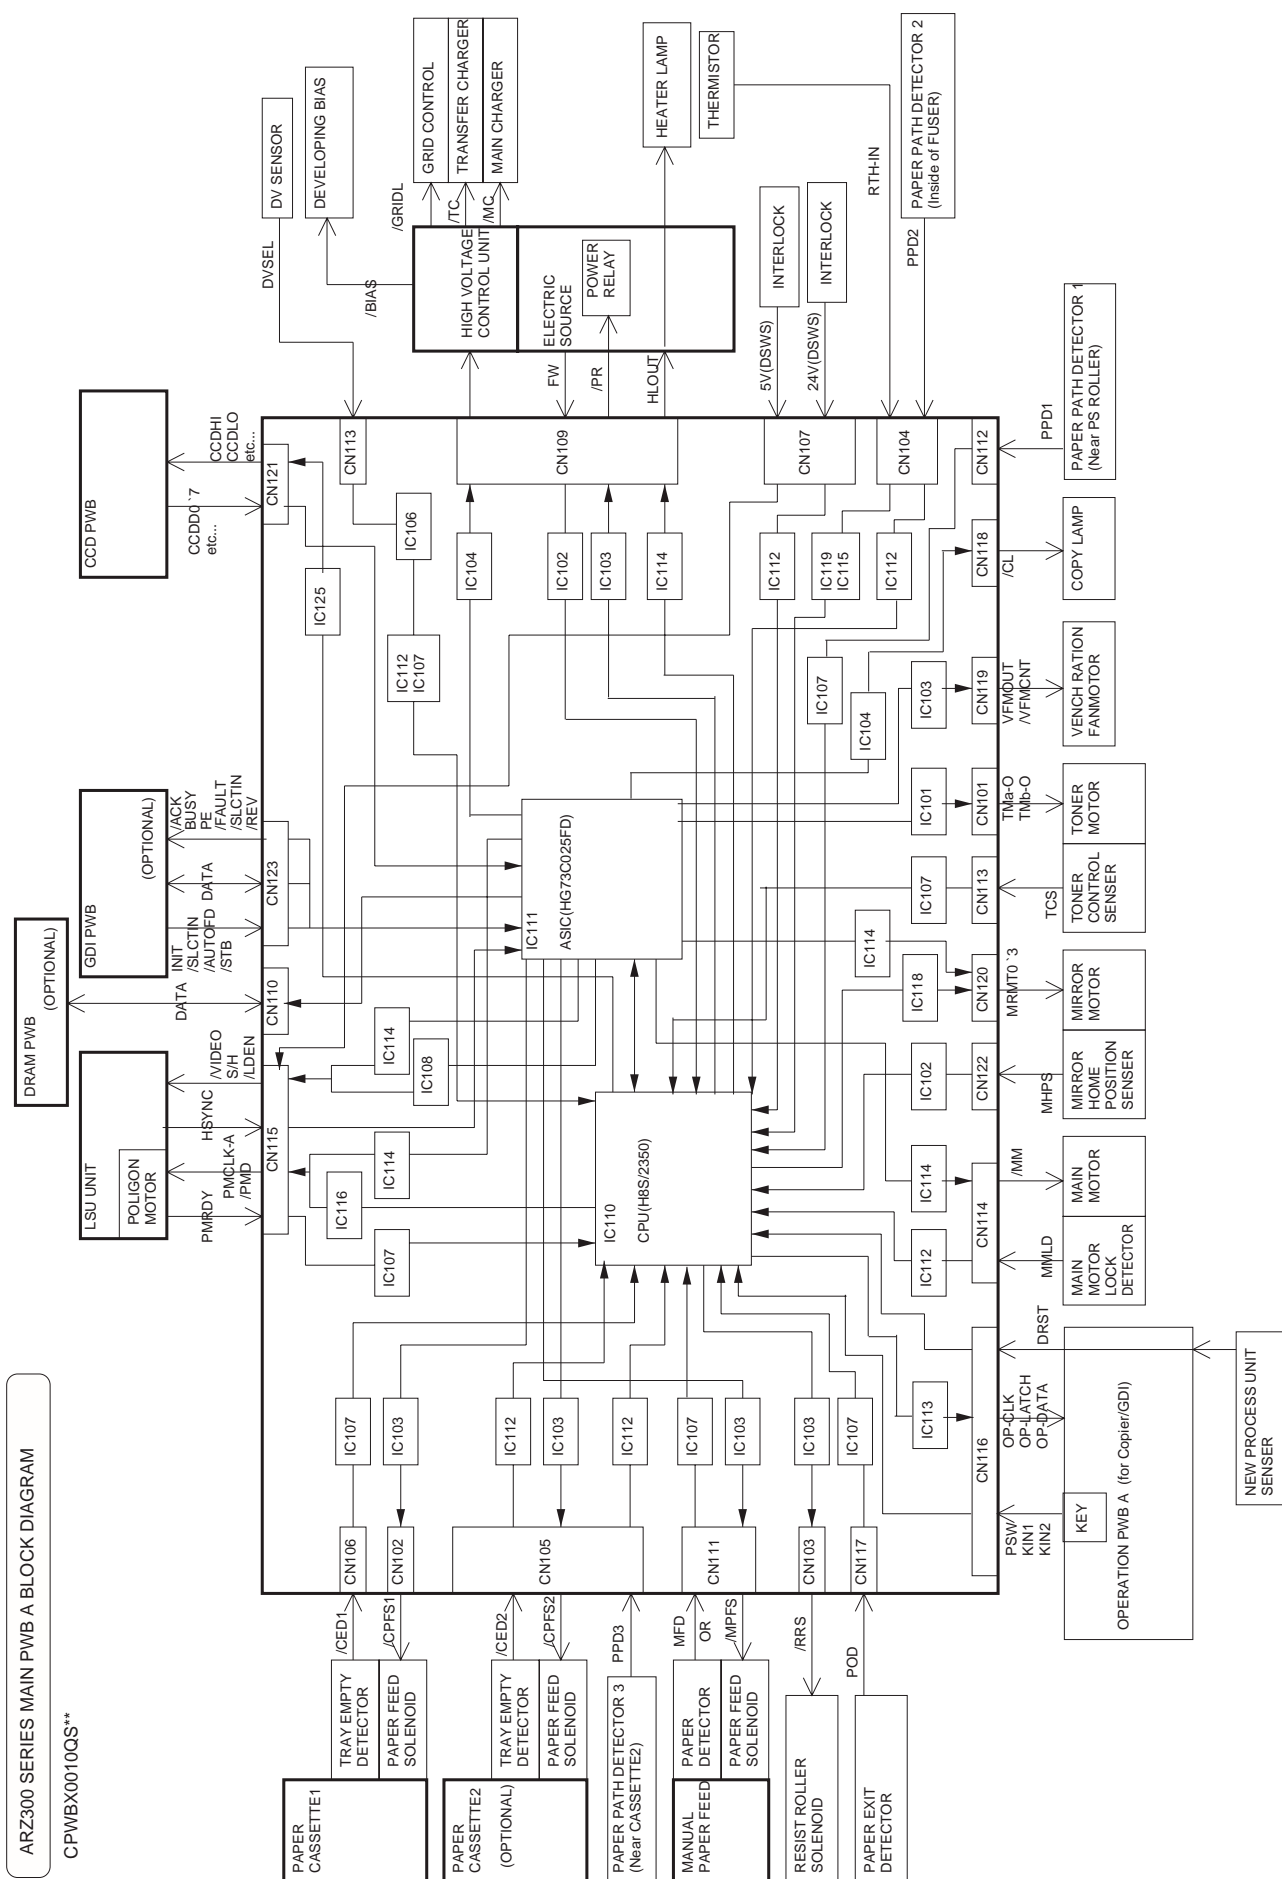 ARZ300 SERIES MAIN PWB A BLOCK DIAGRAM
CPWBX0010QS**
PAPER
CASSETTE1
TRAY EMPTY
DETECTOR
PAPER FEED
SOLENOID
/CED1
/CPFS1
PAPER
CASSETTE2
(OPTIONAL)
TRAY EMPTY
DETECTOR
PAPER FEED
SOLENOID
/CED2
/CPFS2
PAPER PATH DETECTOR 3
(Near CASSETTE2)
PPD3
MANUAL
PAPER FEED
PAPER
DETECTOR
PAPER FEED
SOLENOID
MFD
OR
/MPFS
RESIST ROLLER
SOLENOID
/RRS
PAPER EXIT
DETECTOR
POD
CN106
CN102
CN105
CN111
CN103
CN117
IC107
IC103
IC112
IC103
IC112
IC107
IC103
IC103
IC107
LSU UNIT
POLIGON
MOTOR
PMRDY
PMCLK-A
/PMD
HSYNC
/VIDEO
S/H
/LDEN
CN115
IC107
IC116
IC114
IC108
IC114
DRAM PWB
(OPTIONAL)
DATA
CN110
GDI PWB
(OPTIONAL)
INIT
/SLCTIN
/AUTOFD
/STB
DATA
/ACK
BUSY
PE
/FAULT
/SLCTIN
/REV
CN123
CCD PWB
CCDD0`7
etc...
CCDHI
CCDLO
etc...
CN121
IC125
IC110
CPU(H8S/2350)
IC111
ASIC(HG73C025FD)
DV SENSOR
DVSEL
CN113
IC106
IC112
IC107
DEVELOPING BIAS
/BIAS
GRID CONTROL
TRANSFER CHARGER
MAIN CHARGER
/GRIDL
/TC
/MC
HIGH VOLTAGE
CONTROL UNIT
ELECTRIC
SOURCE
POWER
RELAY
FW
/PR
HLOUT
HEATER LAMP
THERMISTOR
CN109
IC104
IC102
IC103
IC114
INTERLOCK
INTERLOCK
5V(DSWS)
24V(DSWS)
CN107
IC112
RTH-IN
PAPER PATH DETECTOR 2
(Inside of FUSER)
PPD2
CN104
IC119
IC115
IC112
CN112
PPD1
PAPER PATH DETECTOR 1
(Near PS ROLLER)
IC107
IC104
CN118
/CL
COPY LAMP
IC103
CN119
VFMOUT
/VFMCNT
VENCH RATION
FANMOTOR
IC101
CN101
TMa-O
TMb-O
TONER
MOTOR
IC107
CN113
TCS
TONER
CONTROL
SENSER
IC114
IC118
CN120
MRMT0`3
MIRROR
MOTOR
IC102
CN122
MHPS
MIRROR
HOME
POSITION
SENSER
IC114
CN114
/MM
MAIN
MOTOR
IC112
MMLD
MAIN
MOTOR
LOCK
DETECTOR
IC113
CN116
DRST
OP-CLK
OP-LATCH
OP-DATA
PSW/
KIN1
KIN2
KEY
OPERATION PWB A (for Copier/GDI)
NEW PROCESS UNIT
SENSER